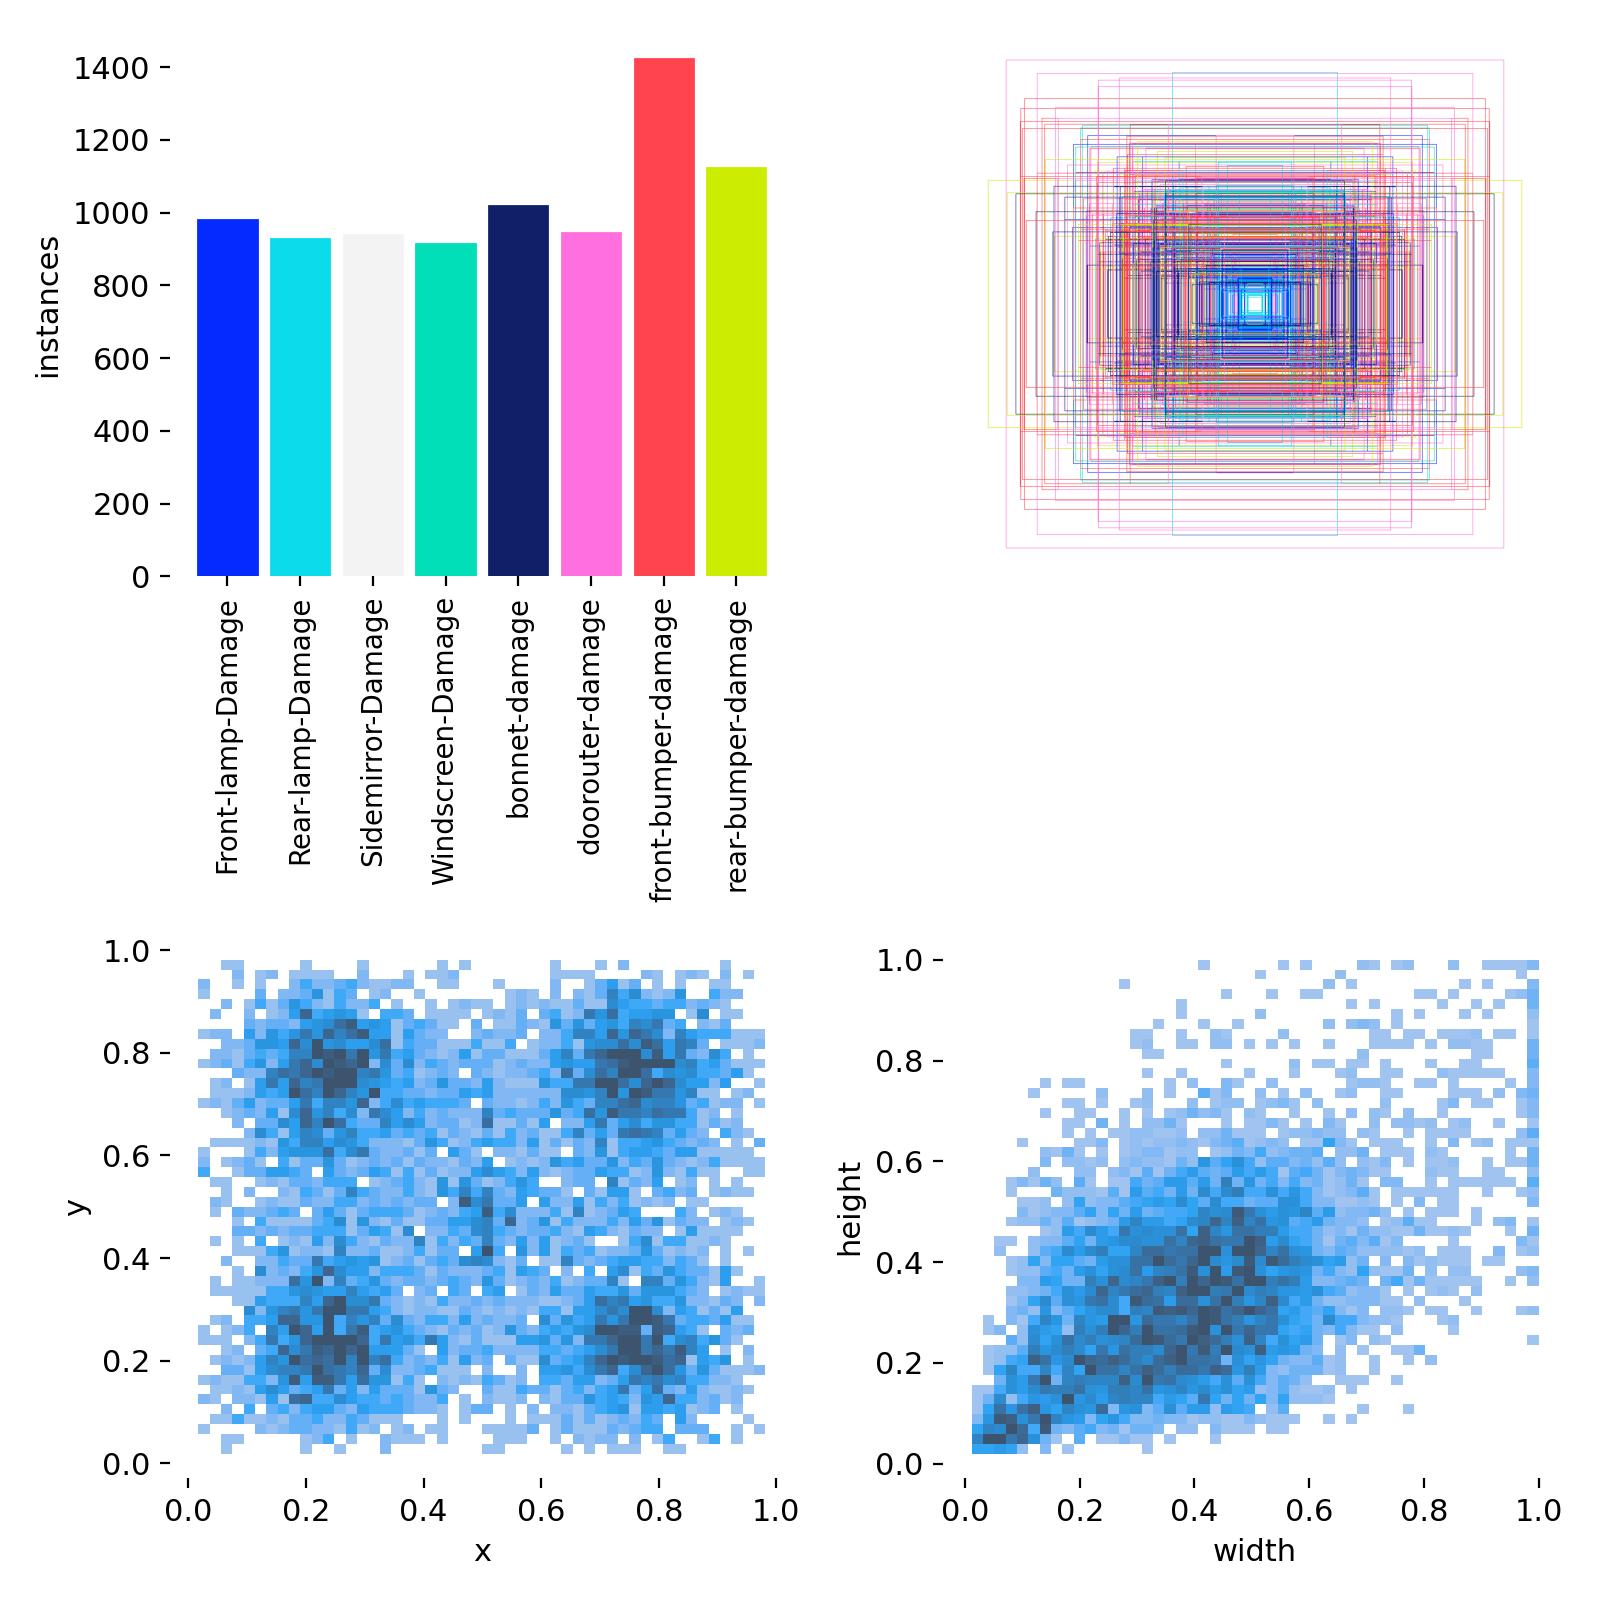 1400
1200
1000
800
600
400
200
0
instances
Front-lamp-Damage
Rear-lamp-Damage
Sidemirror-Damage
Windscreen-Damage
bonnet-damage
doorouter-damage
front-bumper-damage
rear-bumper-damage
1.0
0.8
0.6
0.4
0.2
0.0
y
0.0 0.2 0.4 0.6 0.8 1.0
x
1.0
0.8
0.6
0.4
0.2
0.0
height
0.0 0.2 0.4 0.6 0.8 1.0
width